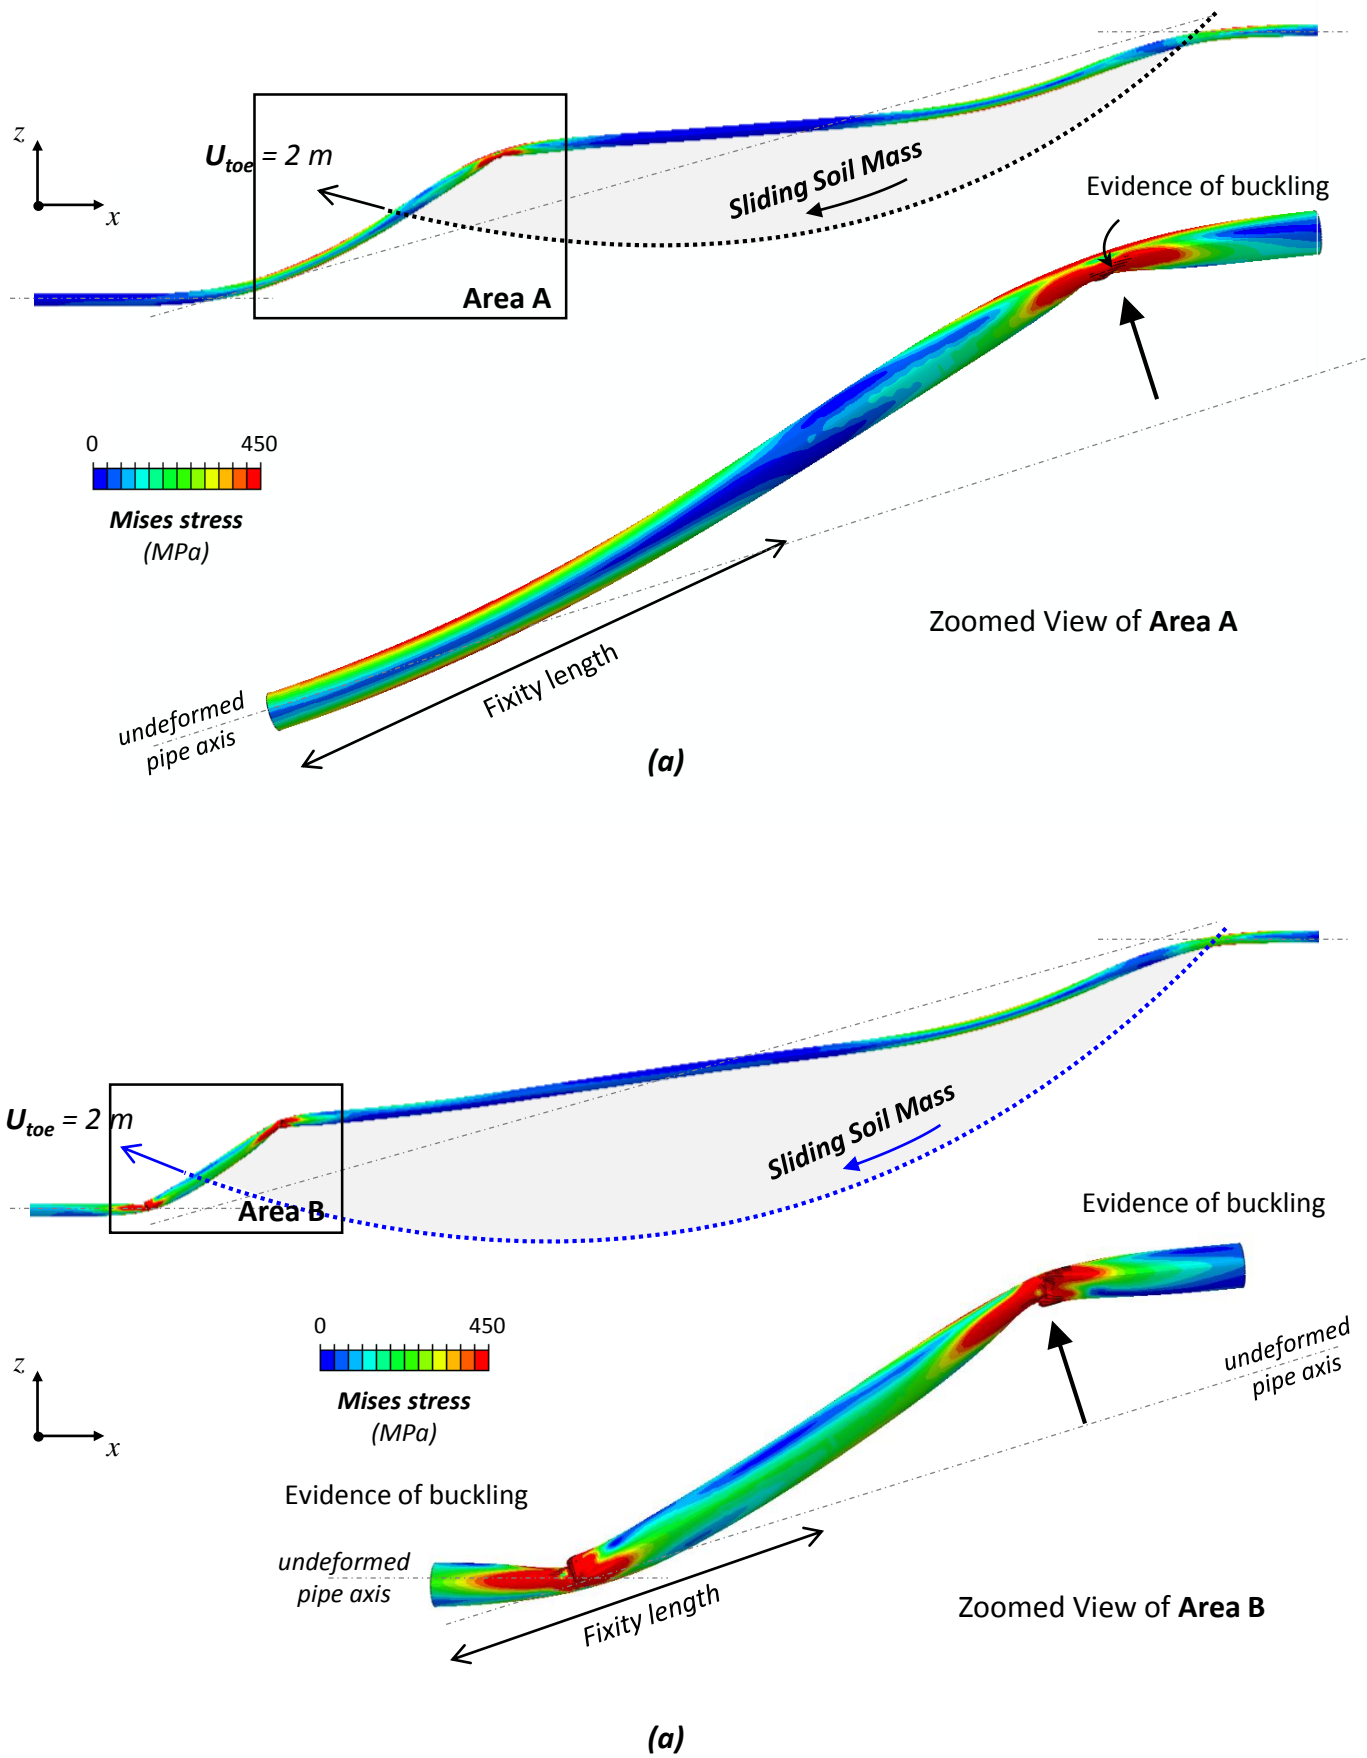 z
x
U_toe = 2 m
Area A
Sliding Soil Mass
Evidence of buckling
0 450
Mises stress
(MPa)
Fixity length
Zoomed View of Area A
undeformed
pipe axis
(a)
U_toe = 2 m
Area B
Sliding Soil Mass
Evidence of buckling
0 450
Mises stress
(MPa)
z
x
undeformed
pipe axis
Evidence of buckling
undeformed
pipe axis
Fixity length
Zoomed View of Area B
(a)